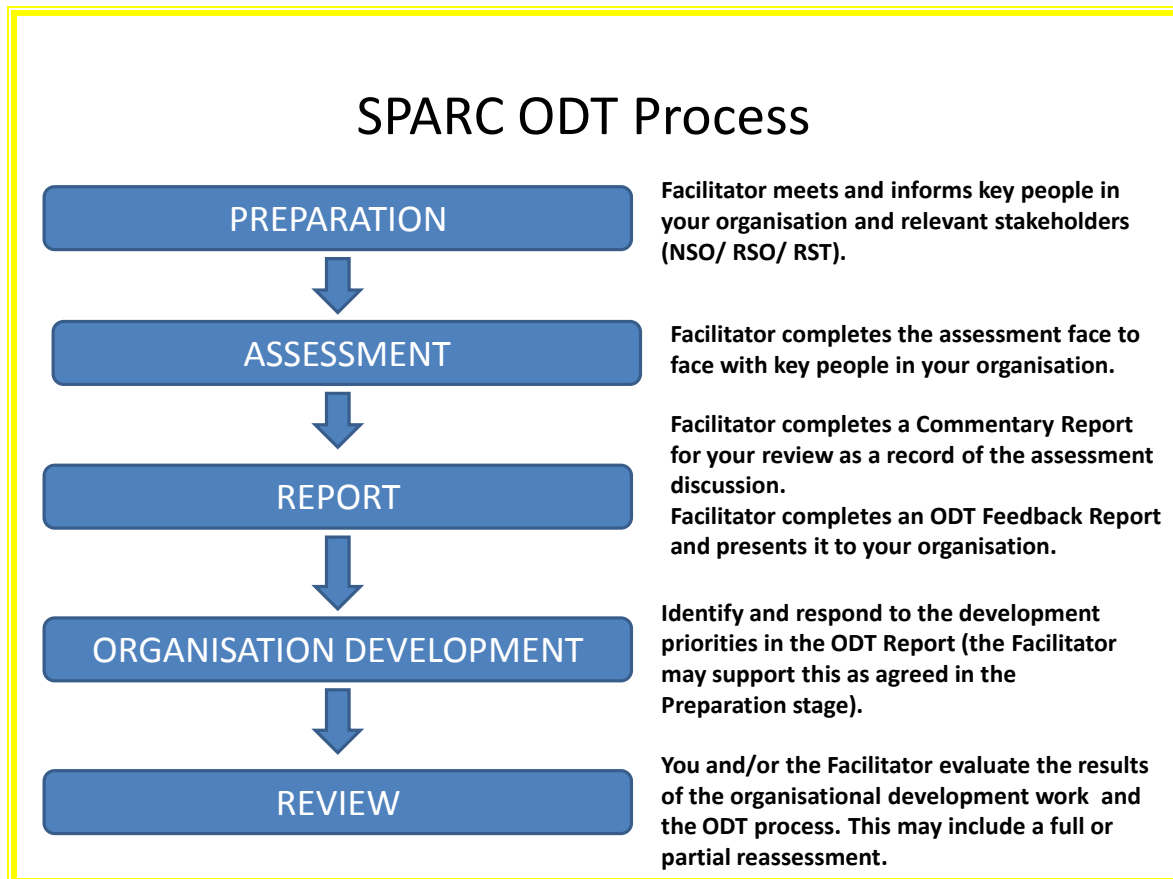 SPARC ODT Process
PREPARATION
Facilitator meets and informs key people in
your organisation and relevant stakeholders
(NSO/ RSO/ RST).
ASSESSMENT
Facilitator completes the assessment face to
face with key people in your organisation.
REPORT
Facilitator completes a Commentary Report
for your review as a record of the assessment
discussion.
Facilitator completes an ODT Feedback Report
and presents it to your organisation.
ORGANISATION DEVELOPMENT
Identify and respond to the development
priorities in the ODT Report (the Facilitator
may support this as agreed in the
Preparation stage).
REVIEW
You and/or the Facilitator evaluate the results
of the organisational development work and
the ODT process. This may include a full or
partial reassessment.